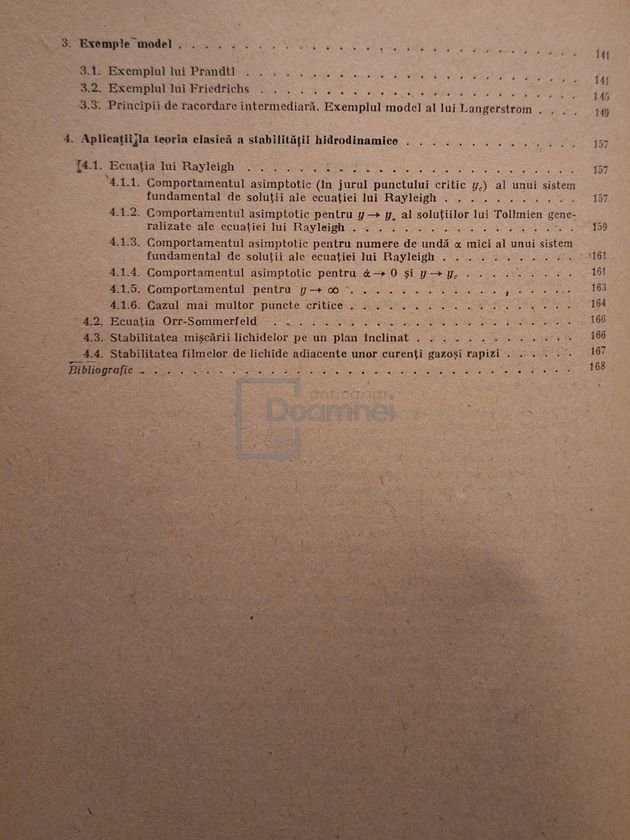 3. Exemple model . . . . . . . . . . . . . . . . . . . . . . . . . . . . . . 141
3.1. Exemplul lui Prandtl . . . . . . . . . . . . . . . . . . . . . . . . . 141
3.2. Exemplul lui Friedrichs . . . . . . . . . . . . . . . . . . . . . . . . 145
3.3. Principii de racordare intermediară. Exemplul model al lui Langerstrom . . . . 149
4. Aplicații la teoria clasică a stabilității hidrodinamice . . . . . . . . . . . . . 157
4.1. Ecuația lui Rayleigh . . . . . . . . . . . . . . . . . . . . . . . . . 157
4.1.1. Comportamentul asimptotic (în jurul punctului critic y_c) al unui sistem
fundamental de soluții ale ecuației lui Rayleigh . . . . . . . . . . . 157
4.1.2. Comportamentul asimptotic pentru y → y_c al soluțiilor lui Tollmien gene-
ralizate ale ecuației lui Rayleigh . . . . . . . . . . . . . . . . . 159
4.1.3. Comportamentul asimptotic pentru numere de undă α mici al unui sistem
fundamental de soluții ale ecuației lui Rayleigh . . . . . . . . . . . 161
4.1.4. Comportamentul asimptotic pentru α → 0 și y → y_c . . . . . . . . 161
4.1.5. Comportamentul pentru y → ∞ . . . . . . . . . . . . . . . . . . 163
4.1.6. Cazul mai multor puncte critice . . . . . . . . . . . . . . . . . . 164
4.2. Ecuația Orr-Sommerfeld . . . . . . . . . . . . . . . . . . . . . . . 166
4.3. Stabilitatea mișcării lichidelor pe un plan înclinat . . . . . . . . . . . . 166
4.4. Stabilitatea filmelor de lichide adiacente unor curenți gazoși rapizi . . . . . . 167
Bibliografie . . . . . . . . . . . . . . . . . . . . . . . . . . . . . . . . . 168
anticariat
Doamnei